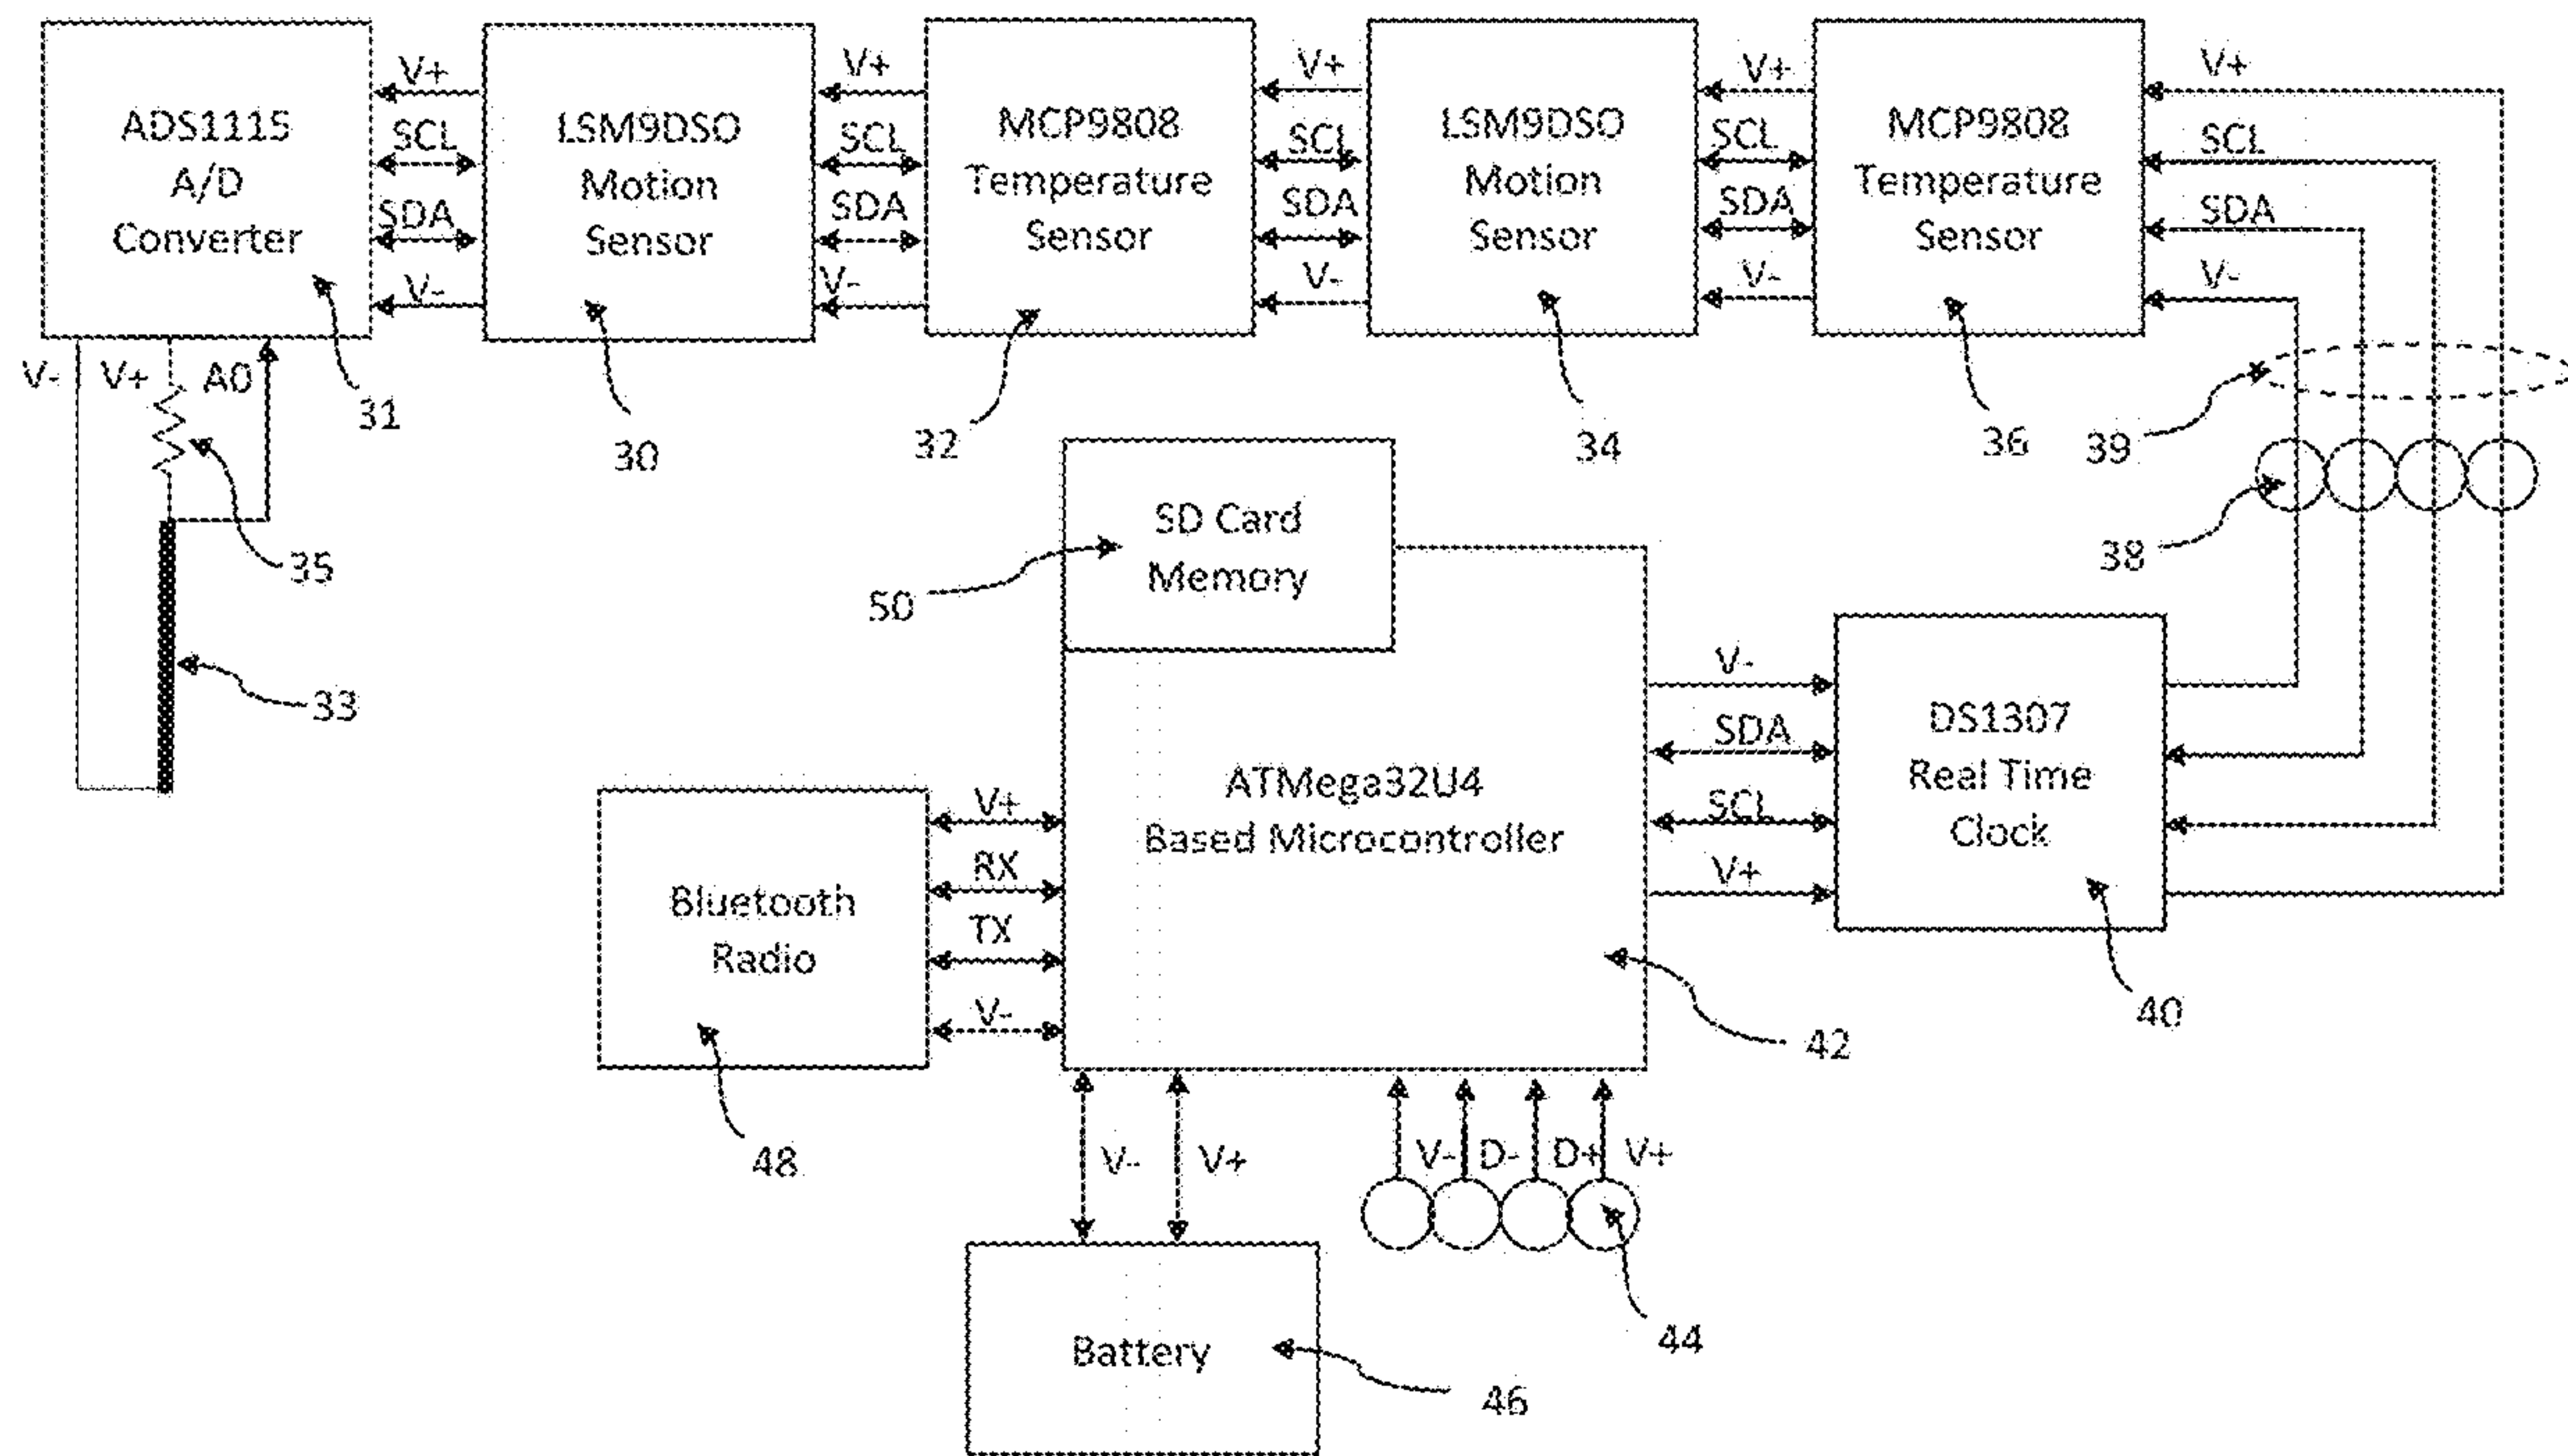 V+
V+
V+
V+
V+
ADS1115
A/D
Converter
LSM9DSO
Motion
Sensor
MCP9808
Temperature
Sensor
LSM9DSO
Motion
Sensor
MCP9808
Temperature
Sensor
SCL
SCL
SCL
SCL
SCL
SDA
SDA
SDA
SDA
SDA
V-
V-
V-
V-
V-
V-
V+
A0
31
30
32
34
36
39
35
33
38
SD Card
Memory
50
V-
SDA
SCL
V+
DS1307
Real Time
Clock
40
ATMega32U4
Based Microcontroller
42
V+
RX
TX
V-
Bluetooth
Radio
48
V-
V+
V-
D-
D+
V+
44
Battery
46